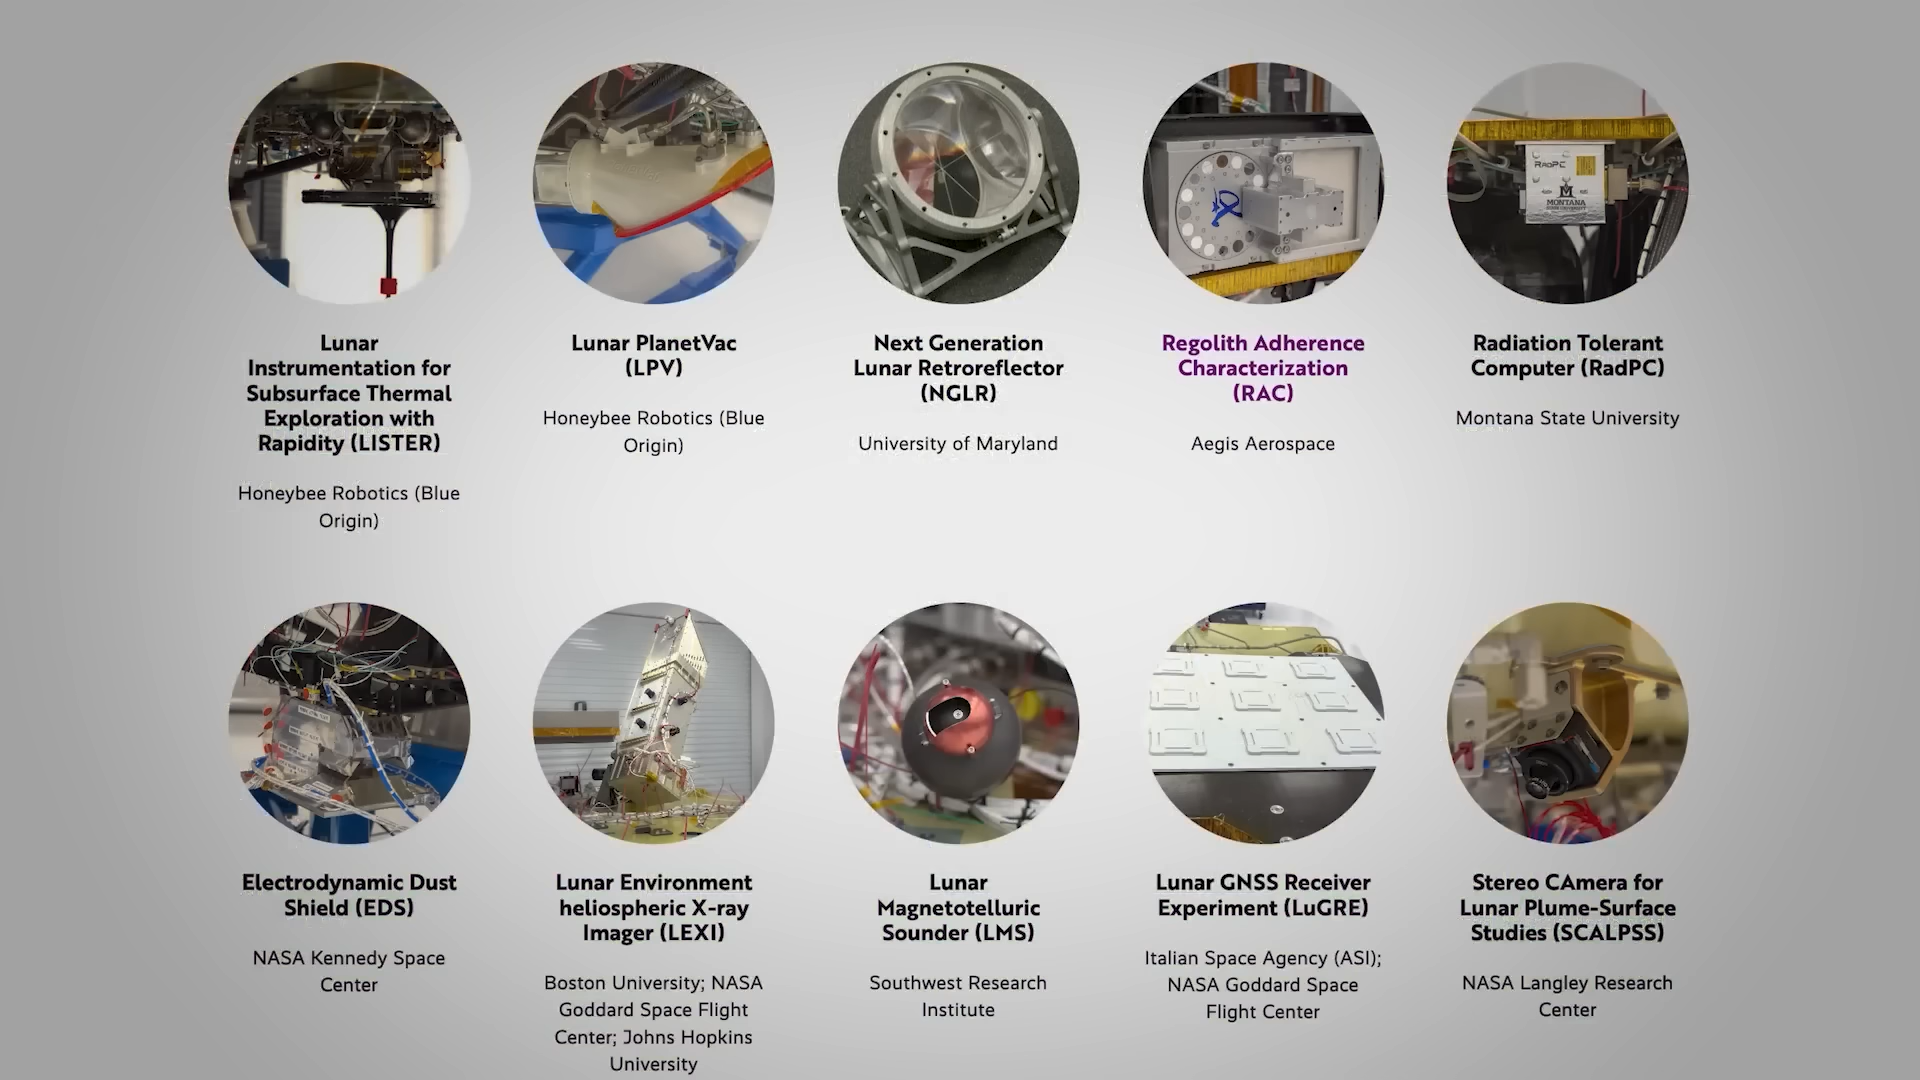 RADPC
MONTANA
STATE UNIVERSITY
Lunar
Instrumentation for
Subsurface Thermal
Exploration with
Rapidity (LISTER)
Honeybee Robotics (Blue
Origin)
Lunar PlanetVac
(LPV)
Honeybee Robotics (Blue
Origin)
Next Generation
Lunar Retroreflector
(NGLR)
University of Maryland
Regolith Adherence
Characterization
(RAC)
Aegis Aerospace
Radiation Tolerant
Computer (RadPC)
Montana State University
Electrodynamic Dust
Shield (EDS)
NASA Kennedy Space
Center
Lunar Environment
heliospheric X-ray
Imager (LEXI)
Boston University; NASA
Goddard Space Flight
Center; Johns Hopkins
University
Lunar
Magnetotelluric
Sounder (LMS)
Southwest Research
Institute
Lunar GNSS Receiver
Experiment (LuGRE)
Italian Space Agency (ASI);
NASA Goddard Space
Flight Center
Stereo CAmera for
Lunar Plume-Surface
Studies (SCALPSS)
NASA Langley Research
Center